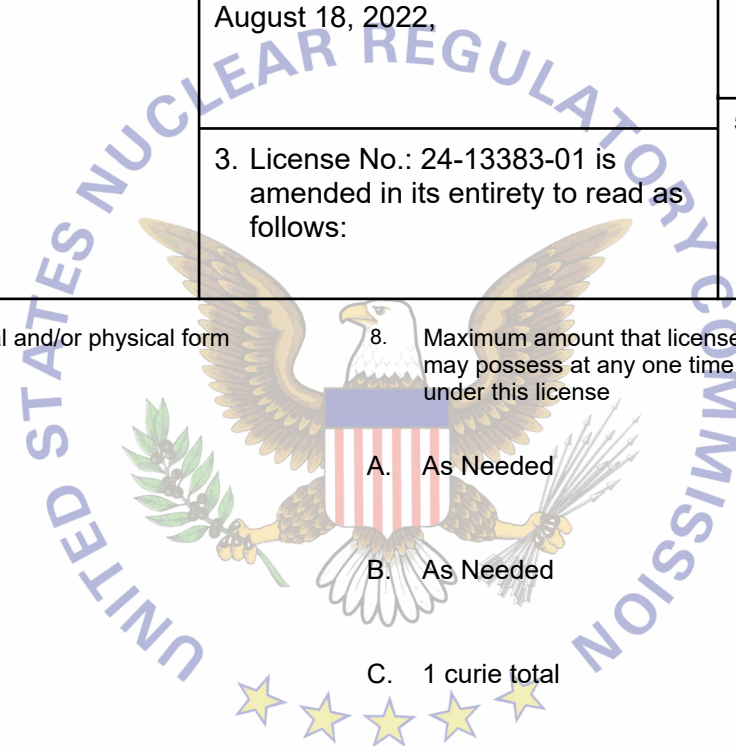 August 18, 2022,
3. License No.: 24-13383-01 is
amended in its entirety to read as
follows:
and/or physical form
8. Maximum amount that license
may possess at any one time
under this license
A. As Needed
B. As Needed
C. 1 curie total
UNITED STATES NUCLEAR REGULATORY COMMISSION